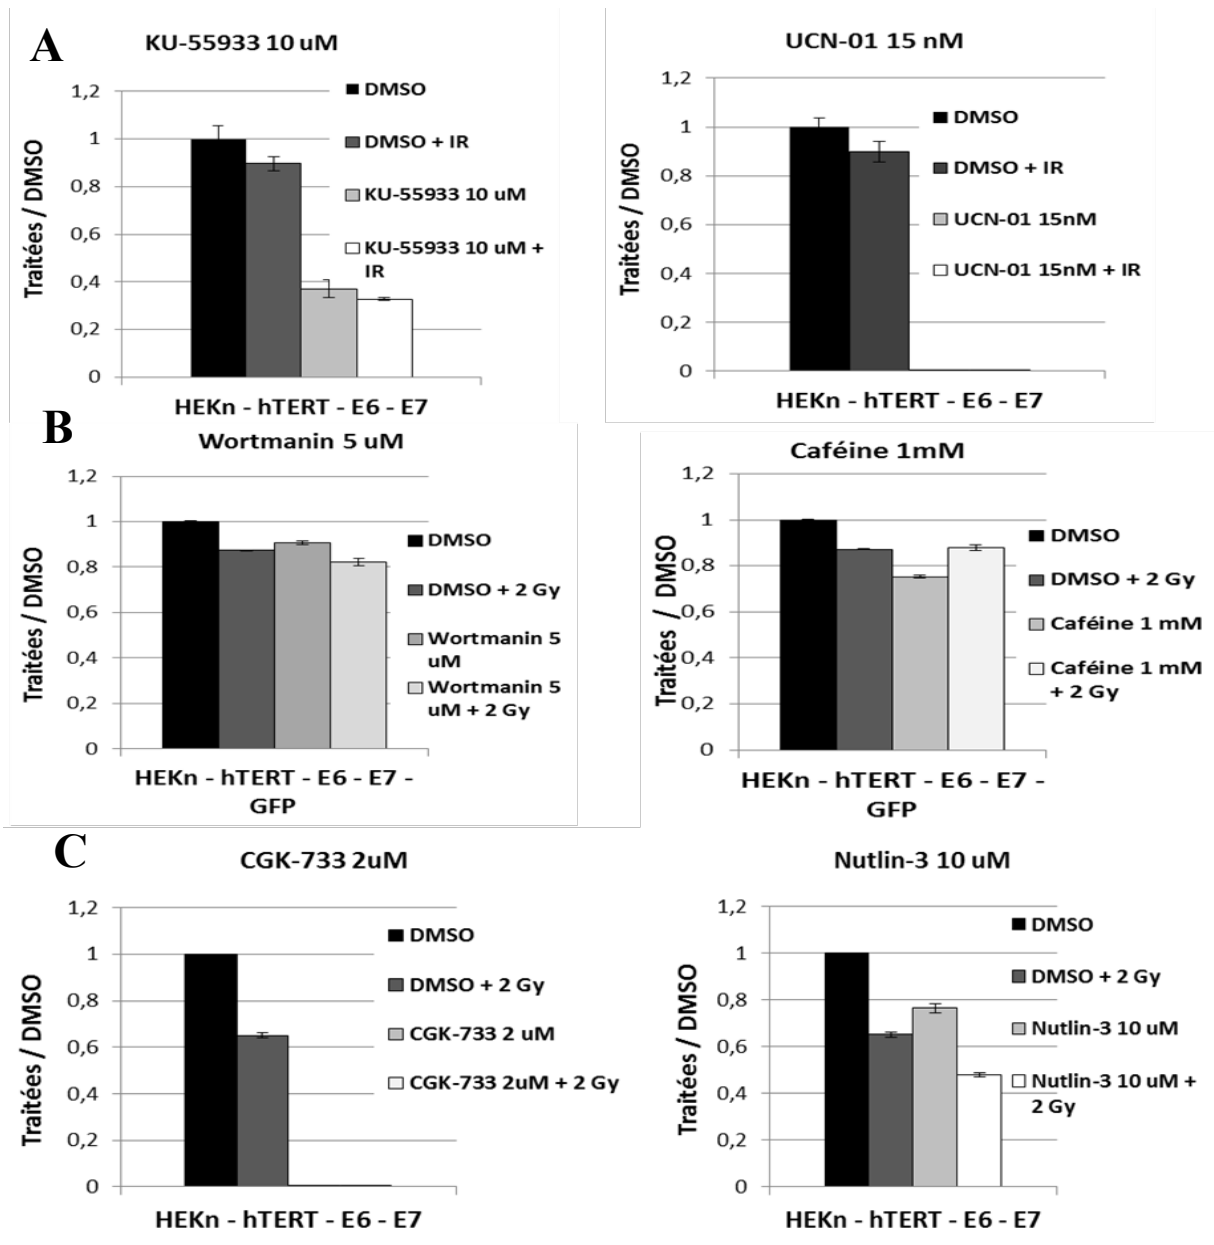 A
KU-55933 10 uM
Traitées / DMSO
1,2
1
0,8
0,6
0,4
0,2
0
DMSO
DMSO + IR
KU-55933 10 uM
KU-55933 10 uM +
IR
HEKn - hTERT - E6 - E7
UCN-01 15 nM
Traitées / DMSO
1,2
1
0,8
0,6
0,4
0,2
0
DMSO
DMSO + IR
UCN-01 15nM
UCN-01 15nM + IR
HEKn - hTERT - E6 - E7
B
Wortmanin 5 uM
Traitées / DMSO
1,2
1
0,8
0,6
0,4
0,2
0
DMSO
DMSO + 2 Gy
Wortmanin 5
uM
Wortmanin 5
uM + 2 Gy
HEKn - hTERT - E6 - E7 -
GFP
Caféine 1mM
Traitées / DMSO
1,2
1
0,8
0,6
0,4
0,2
0
DMSO
DMSO + 2 Gy
Caféine 1 mM
Caféine 1 mM
+ 2 Gy
HEKn - hTERT - E6 - E7 -
GFP
C
CGK-733 2uM
Traitées / DMSO
1,2
1
0,8
0,6
0,4
0,2
0
DMSO
DMSO + 2 Gy
CGK-733 2 uM
CGK-733 2uM + 2 Gy
HEKn - hTERT - E6 - E7
Nutlin-3 10 uM
Traitées / DMSO
1,2
1
0,8
0,6
0,4
0,2
0
DMSO
DMSO + 2 Gy
Nutlin-3 10 uM
Nutlin-3 10 uM +
2 Gy
HEKn - hTERT - E6 - E7